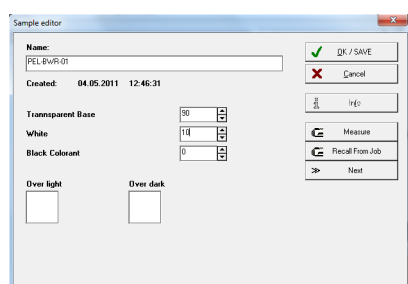 Sample editor
Name:
PEL-BWR-01
Created: 04.05.2011 12:46:31
Trannsparent Base 90
White 10
Black Colorant 0
Over light Over dark
OK / SAVE
Cancel
Info
Measure
Recall From Job
Next